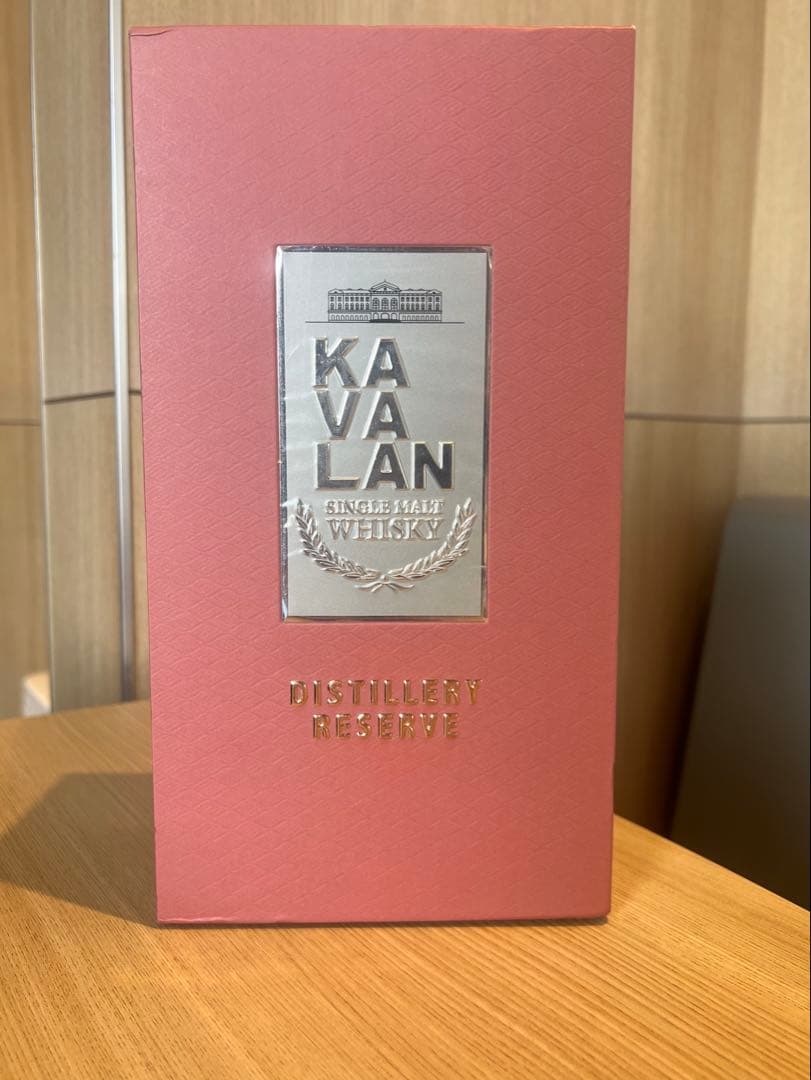 KA
VA
LAN
SINGLE MALT
WHISKY
DISTILLERY
RESERVE